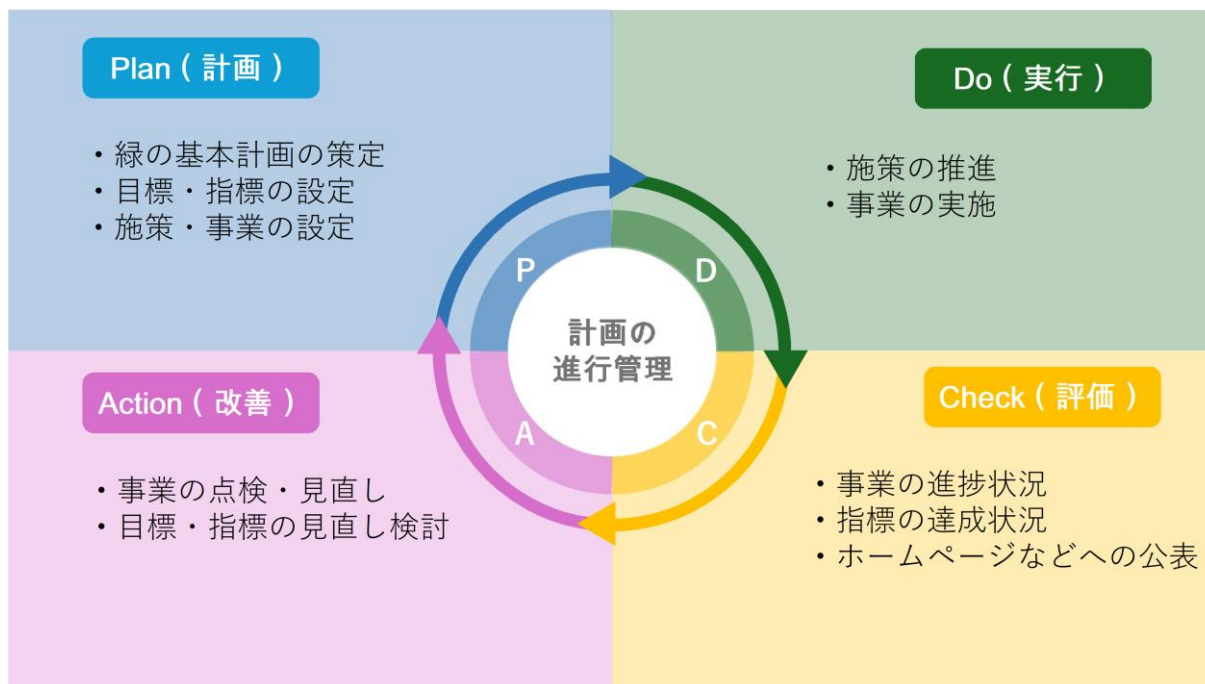 Plan（計画）
・緑の基本計画の策定
・目標・指標の設定
・施策・事業の設定
Do（実行）
・施策の推進
・事業の実施
P
D
計画の
進行管理
A
C
Action（改善）
・事業の点検・見直し
・目標・指標の見直し検討
Check（評価）
・事業の進捗状況
・指標の達成状況
・ホームページなどへの公表